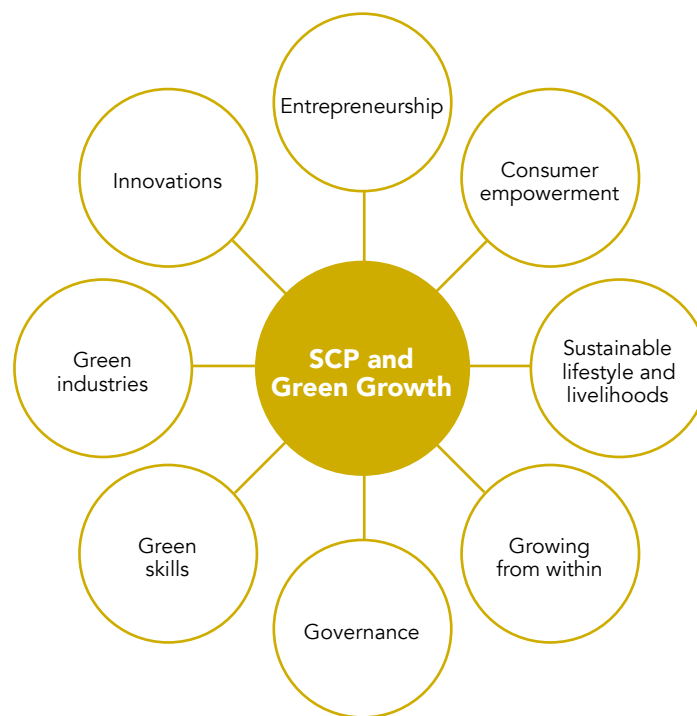 Entrepreneurship
Consumer
empowerment
Innovations
Sustainable
lifestyle and
livelihoods
Green
industries
SCP and
Green Growth
Growing
from within
Green
skills
Governance